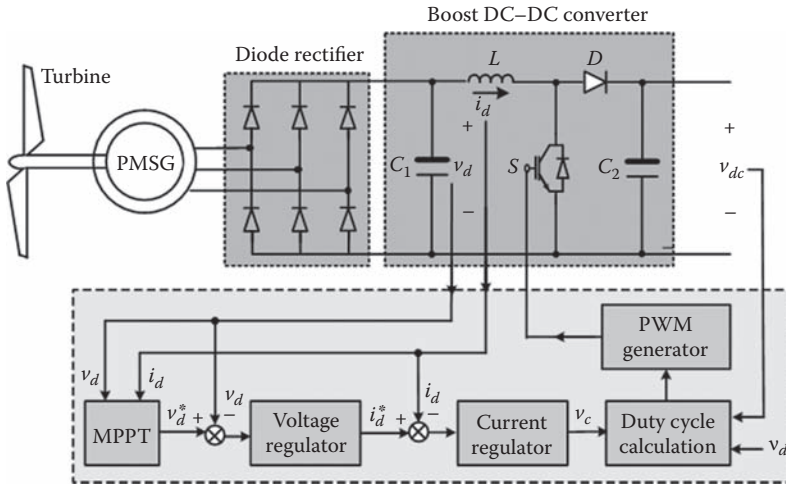 Boost DC–DC converter
Diode rectifier
Turbine
L
D
i_d
+
+
PMSG
C_1
v_d
S
C_2
v_dc
−
−
−
PWM
generator
v_d
i_d
v_d
i_d
v_d^*
+
−
i_d^*
+
−
v_c
MPPT
Voltage
regulator
Current
regulator
Duty cycle
calculation
v_d